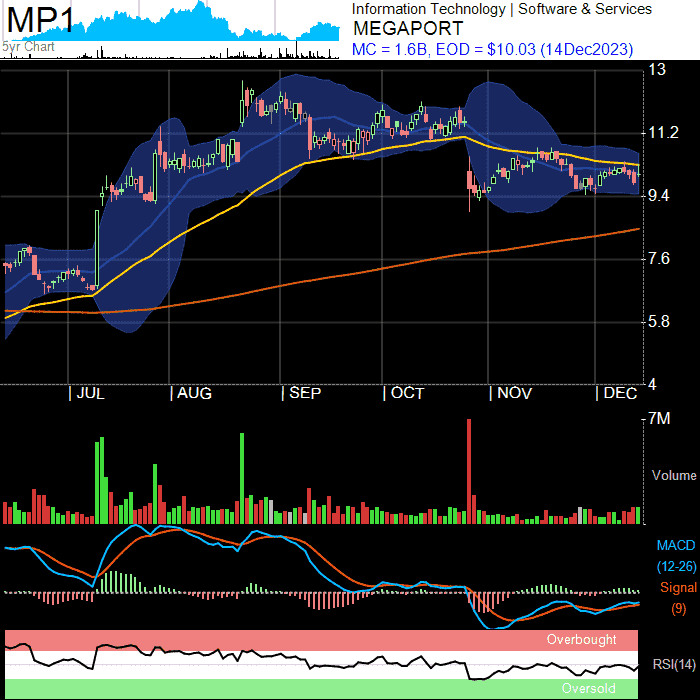 MP1
5yr Chart
Information Technology | Software & Services
MEGAPORT
MC = 1.6B, EOD = $10.03 (14Dec2023)
13
11.2
9.4
7.6
5.8
4
| JUL | AUG | SEP | OCT | NOV | DEC
7M
Volume
MACD
(12-26)
Signal
(9)
Overbought
RSI(14)
Oversold